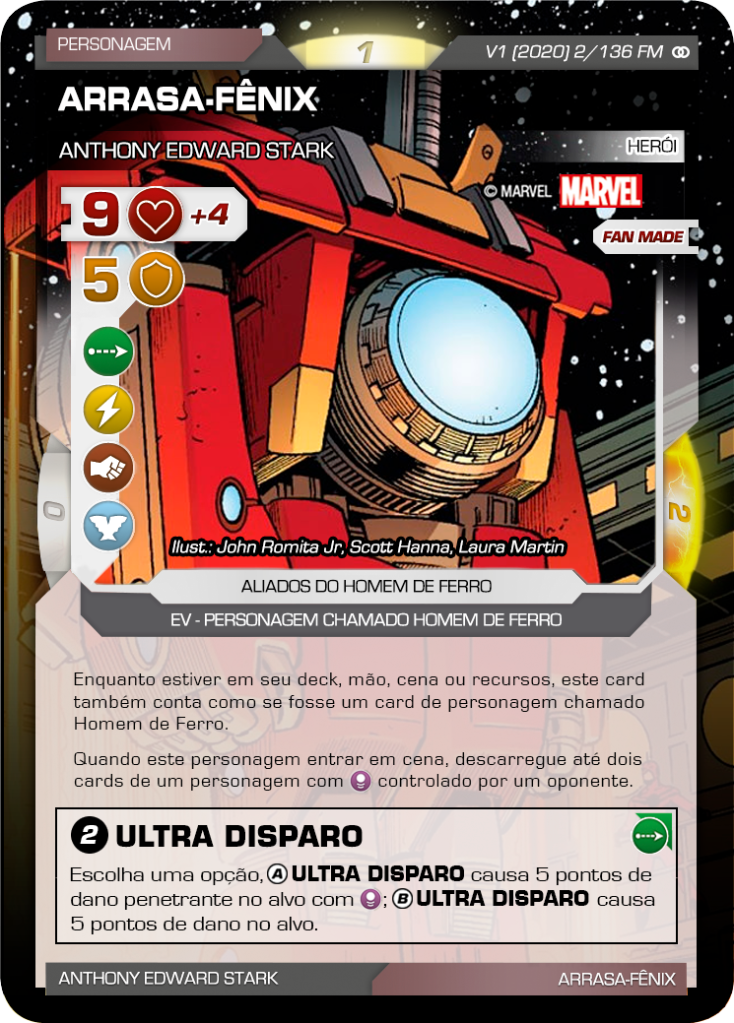 PERSONAGEM
1
V1 (2020) 2/136 FM
ARRASA-FÊNIX
ANTHONY EDWARD STARK
HERÓI
© MARVEL MARVEL
9 +4
FAN MADE
5
0
2
Ilust.: John Romita Jr, Scott Hanna, Laura Martin
ALIADOS DO HOMEM DE FERRO
EV - PERSONAGEM CHAMADO HOMEM DE FERRO
Enquanto estiver em seu deck, mão, cena ou recursos, este card
também conta como se fosse um card de personagem chamado
Homem de Ferro.
Quando este personagem entrar em cena, descarregue até dois
cards de um personagem com controlado por um oponente.
2 ULTRA DISPARO
Escolha uma opção, A ULTRA DISPARO causa 5 pontos de
dano penetrante no alvo com ; B ULTRA DISPARO causa
5 pontos de dano no alvo.
ANTHONY EDWARD STARK
ARRASA-FÊNIX